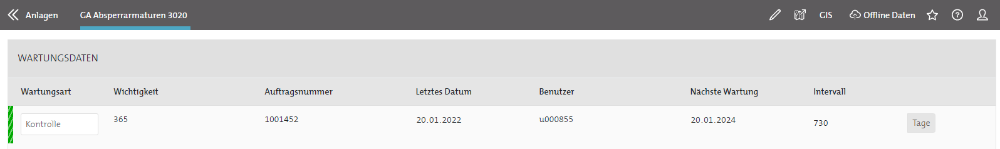 Anlagen GA Absperrarmaturen 3020 GIS Offline Daten
WARTUNGSDATEN
Wartungsart Wichtigkeit Auftragsnummer Letztes Datum Benutzer Nächste Wartung Intervall
Kontrolle 365 1001452 20.01.2022 u000855 20.01.2024 730 Tage